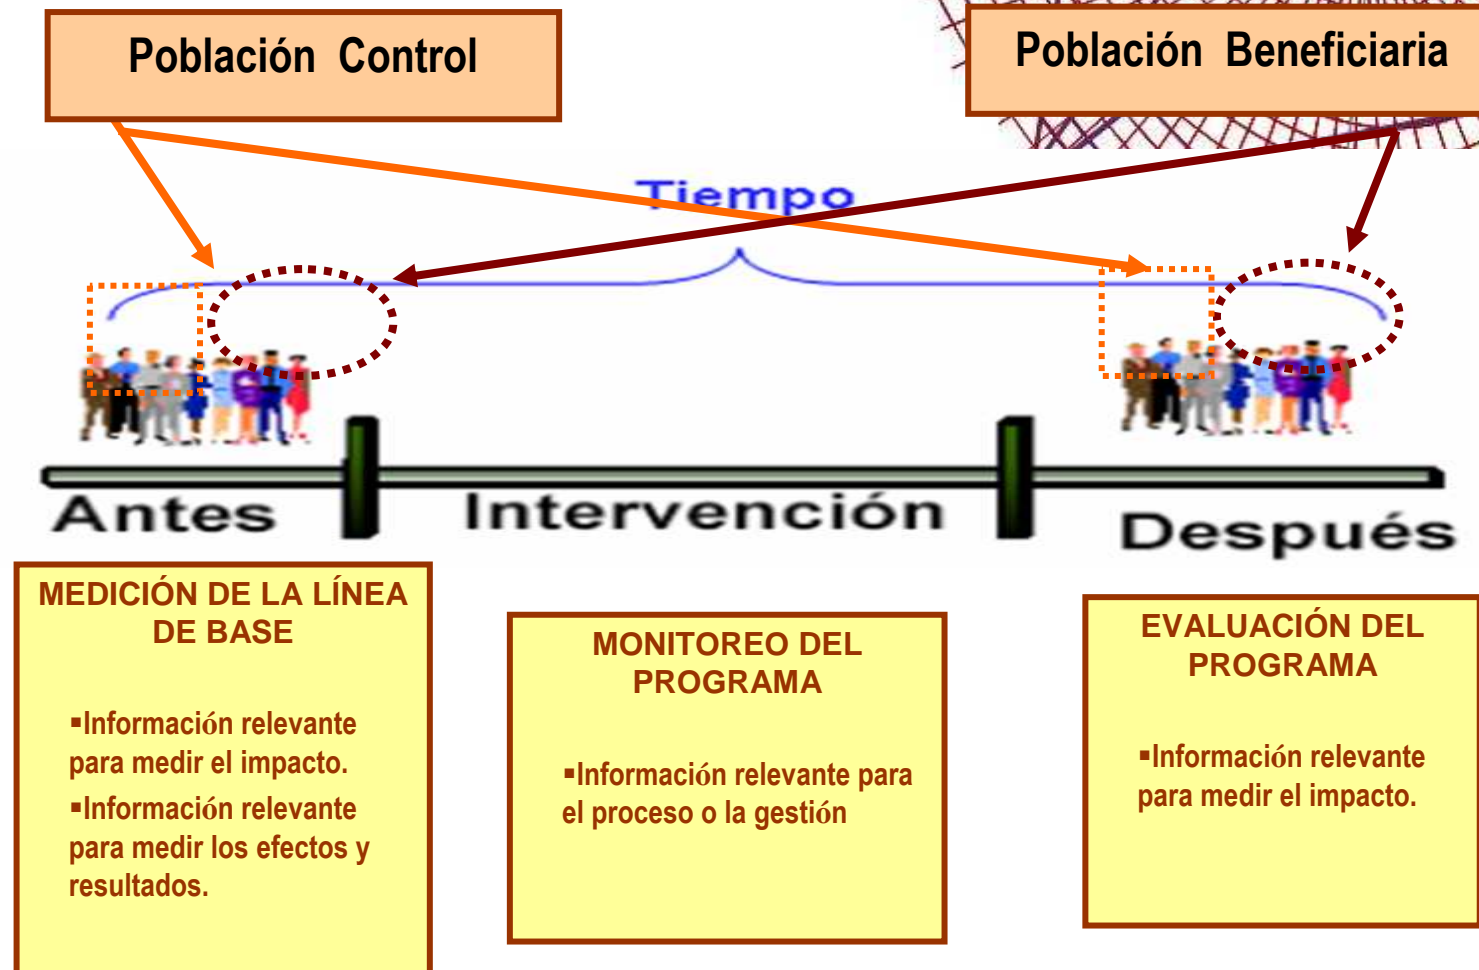 Población Control
Población Beneficiaria
Tiempo
Antes
Intervención
Después
MEDICIÓN DE LA LÍNEA
DE BASE
▪Información relevante
para medir el impacto.
▪Información relevante
para medir los efectos y
resultados.
MONITOREO DEL
PROGRAMA
▪Información relevante para
el proceso o la gestión
EVALUACIÓN DEL
PROGRAMA
▪Información relevante
para medir el impacto.